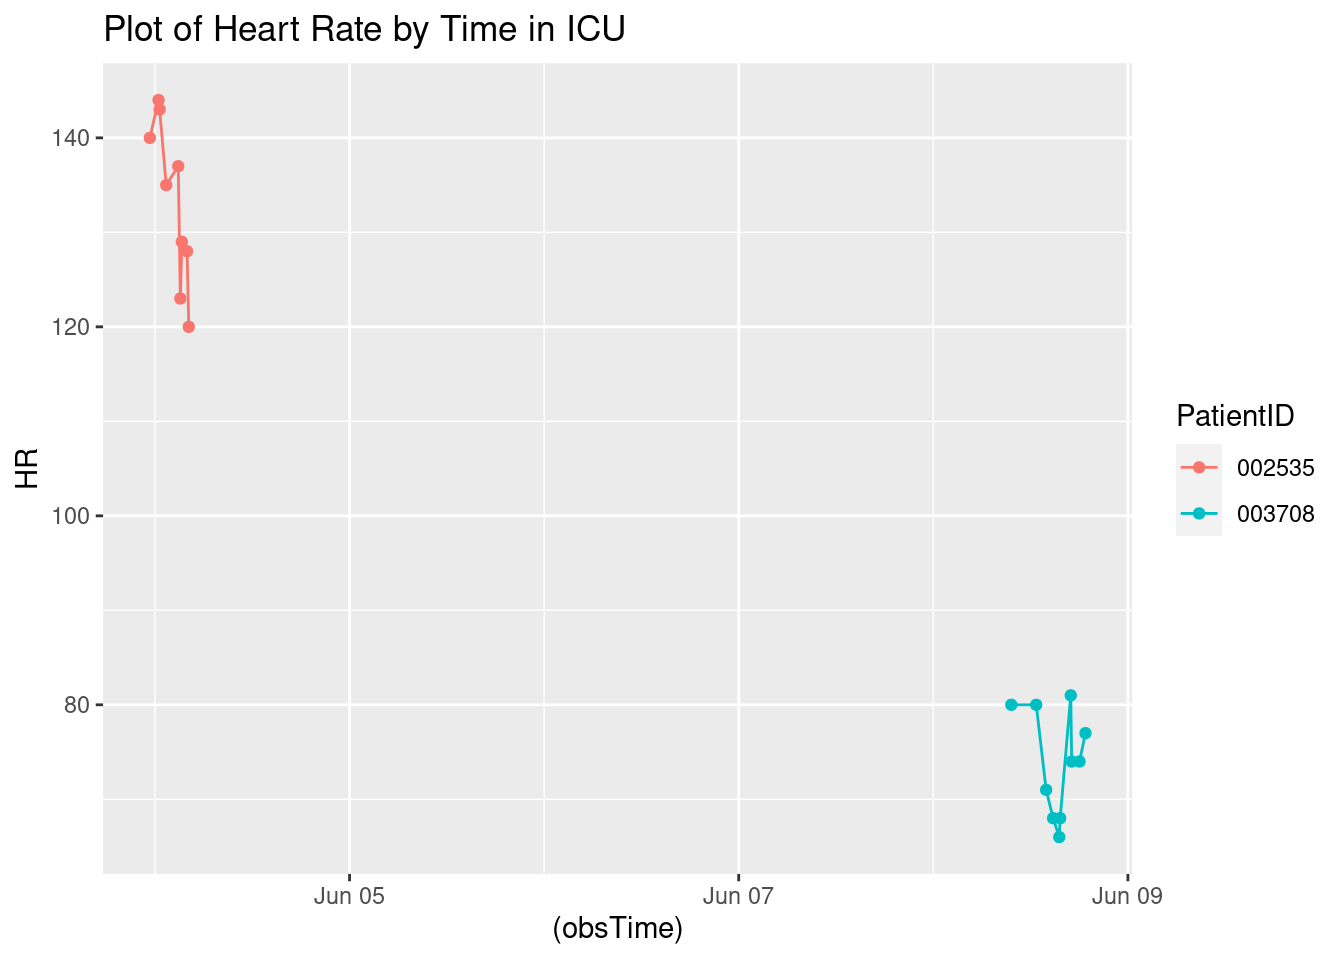 Plot of Heart Rate by Time in ICU
140
120
100
80
HR
Jun 05
Jun 07
Jun 09
(obsTime)
PatientID
002535
003708